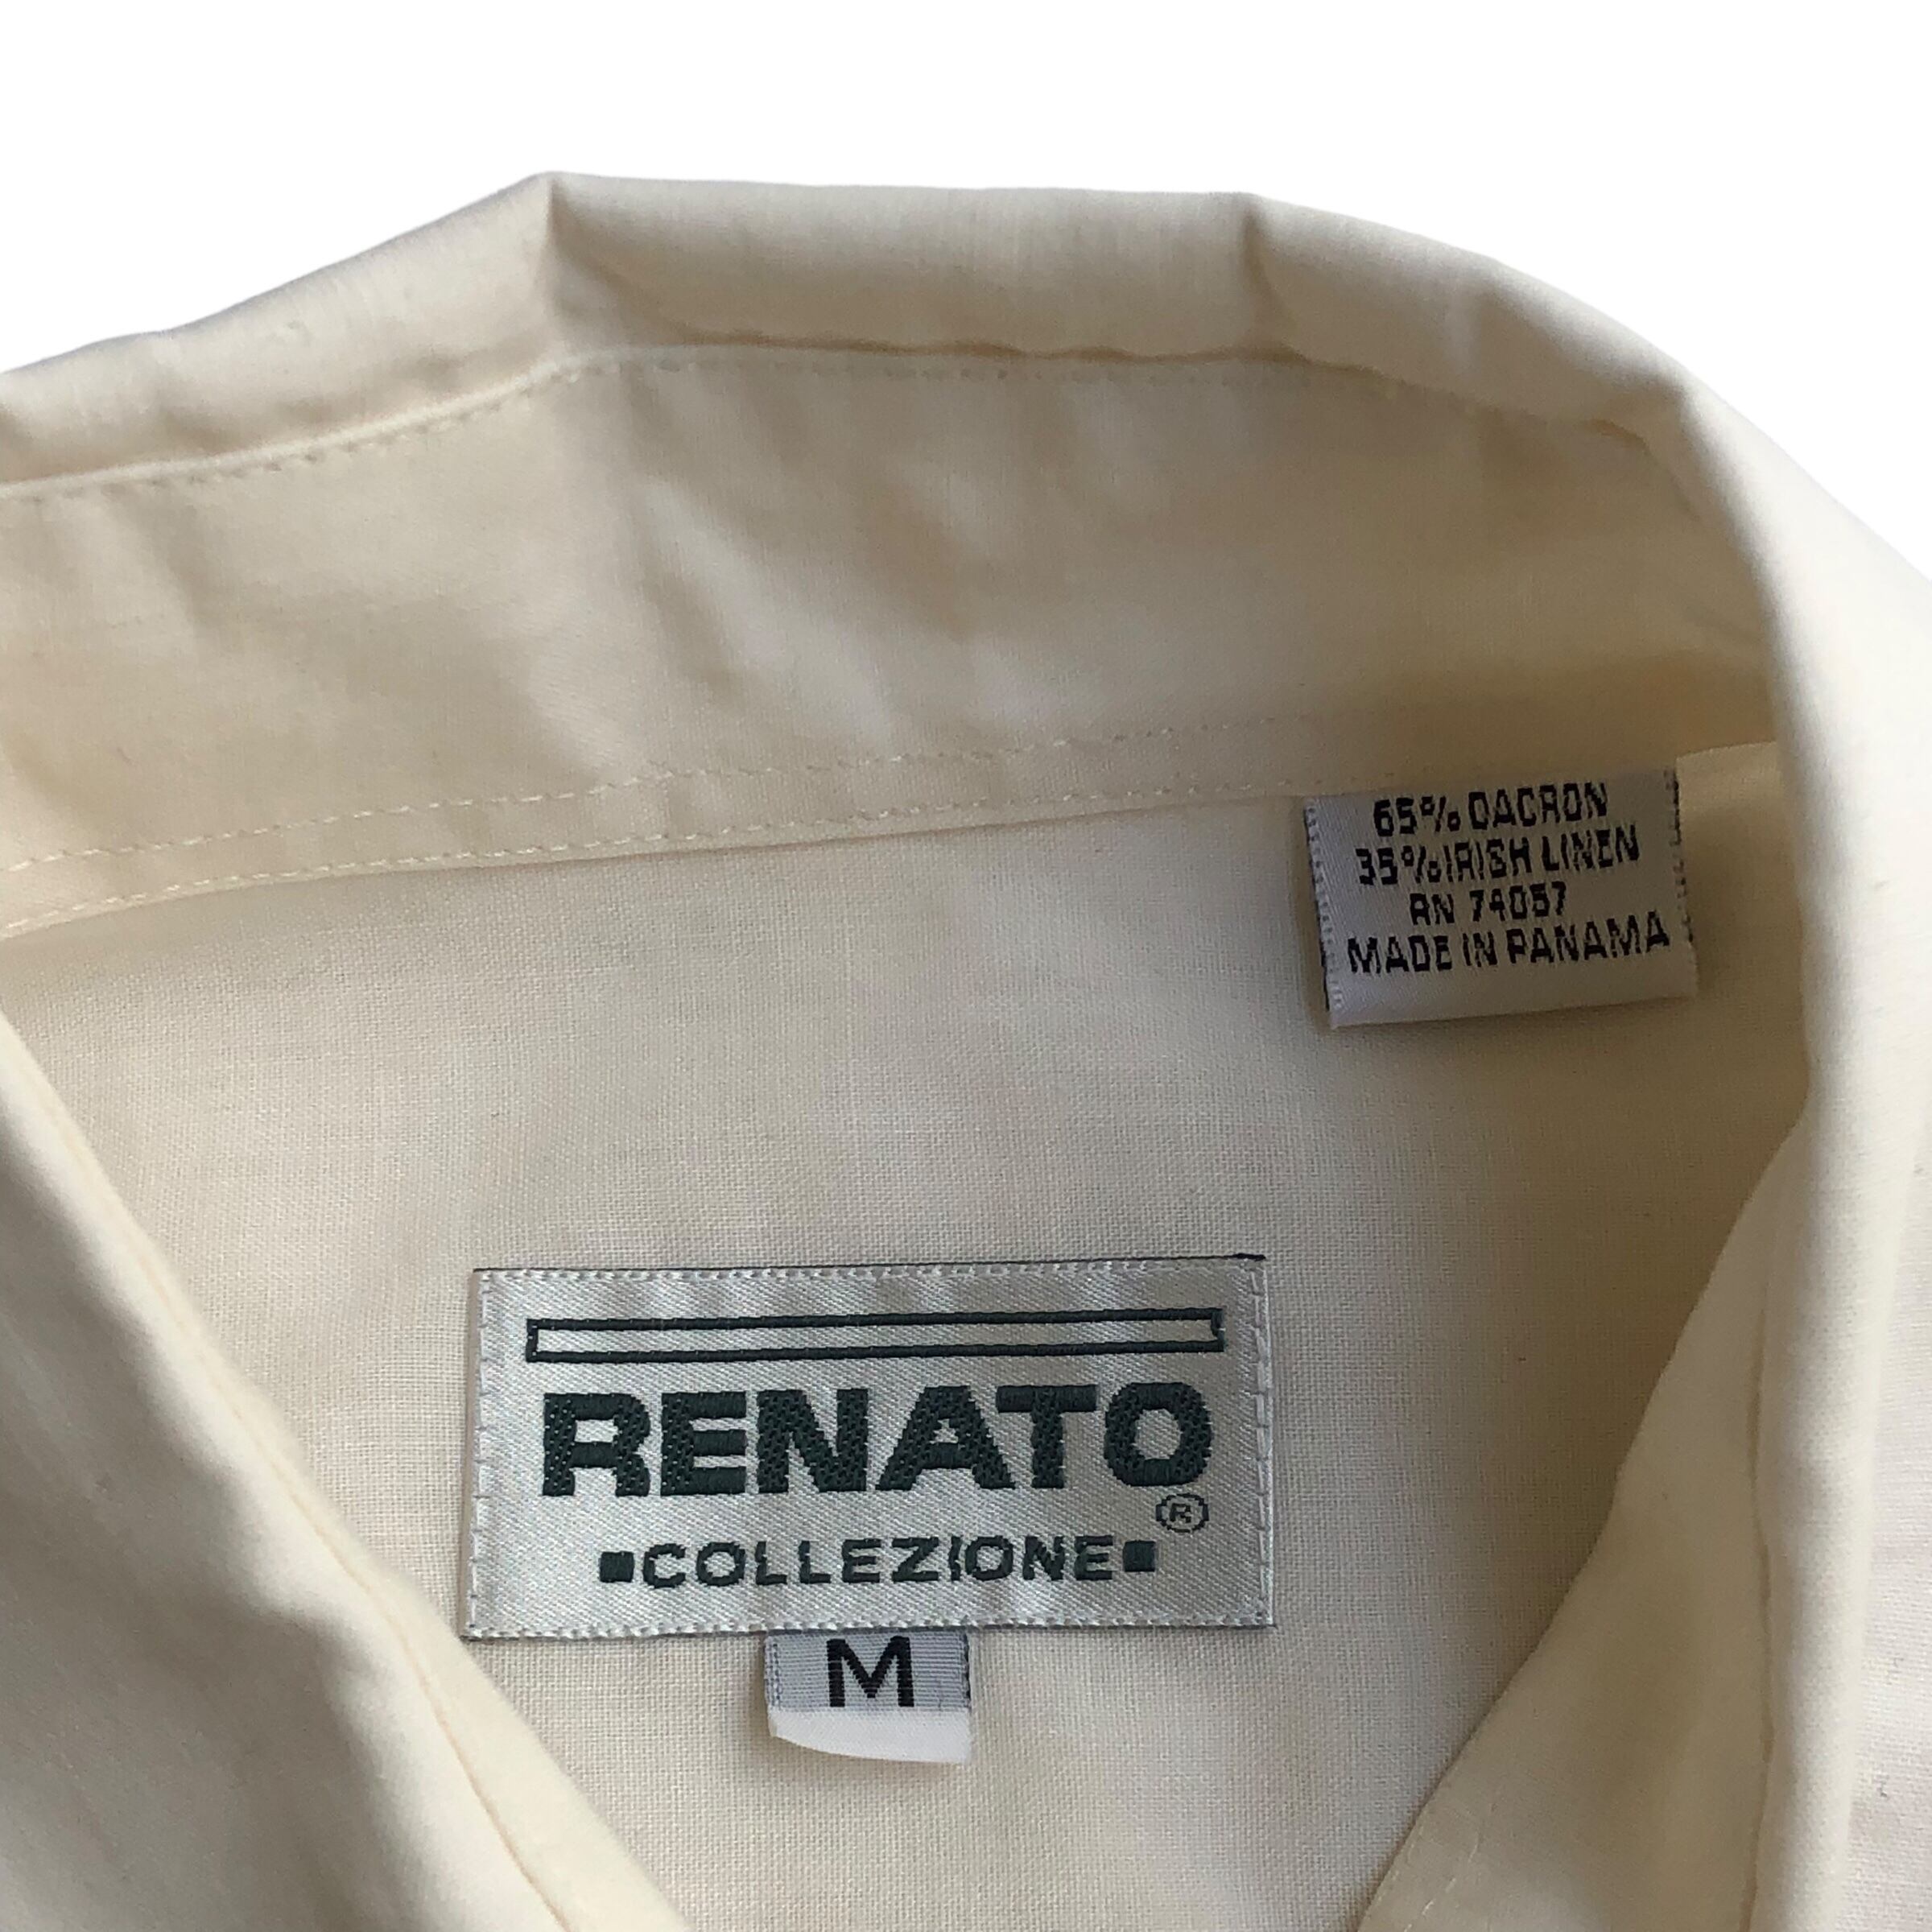 65% DACRON
35% IRISH LINEN
RN 74057
MADE IN PANAMA
RENATO
®
▪COLLEZIONE▪
M